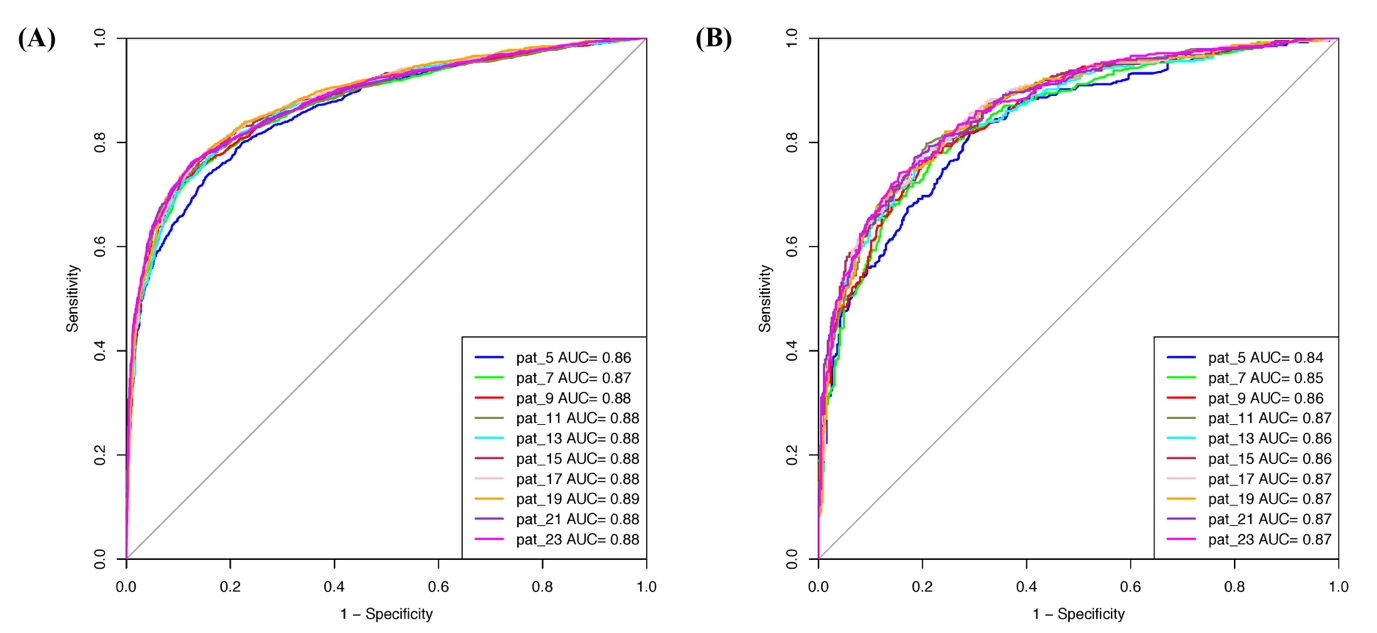 (A)
1.0
0.8
0.6
0.4
0.2
0.0
Sensitivity
pat_5 AUC= 0.86
pat_7 AUC= 0.87
pat_9 AUC= 0.88
pat_11 AUC= 0.88
pat_13 AUC= 0.88
pat_15 AUC= 0.88
pat_17 AUC= 0.88
pat_19 AUC= 0.89
pat_21 AUC= 0.88
pat_23 AUC= 0.88
0.0 0.2 0.4 0.6 0.8 1.0
1 − Specificity
(B)
1.0
0.8
0.6
0.4
0.2
0.0
Sensitivity
pat_5 AUC= 0.84
pat_7 AUC= 0.85
pat_9 AUC= 0.86
pat_11 AUC= 0.87
pat_13 AUC= 0.86
pat_15 AUC= 0.86
pat_17 AUC= 0.87
pat_19 AUC= 0.87
pat_21 AUC= 0.87
pat_23 AUC= 0.87
0.0 0.2 0.4 0.6 0.8 1.0
1 − Specificity